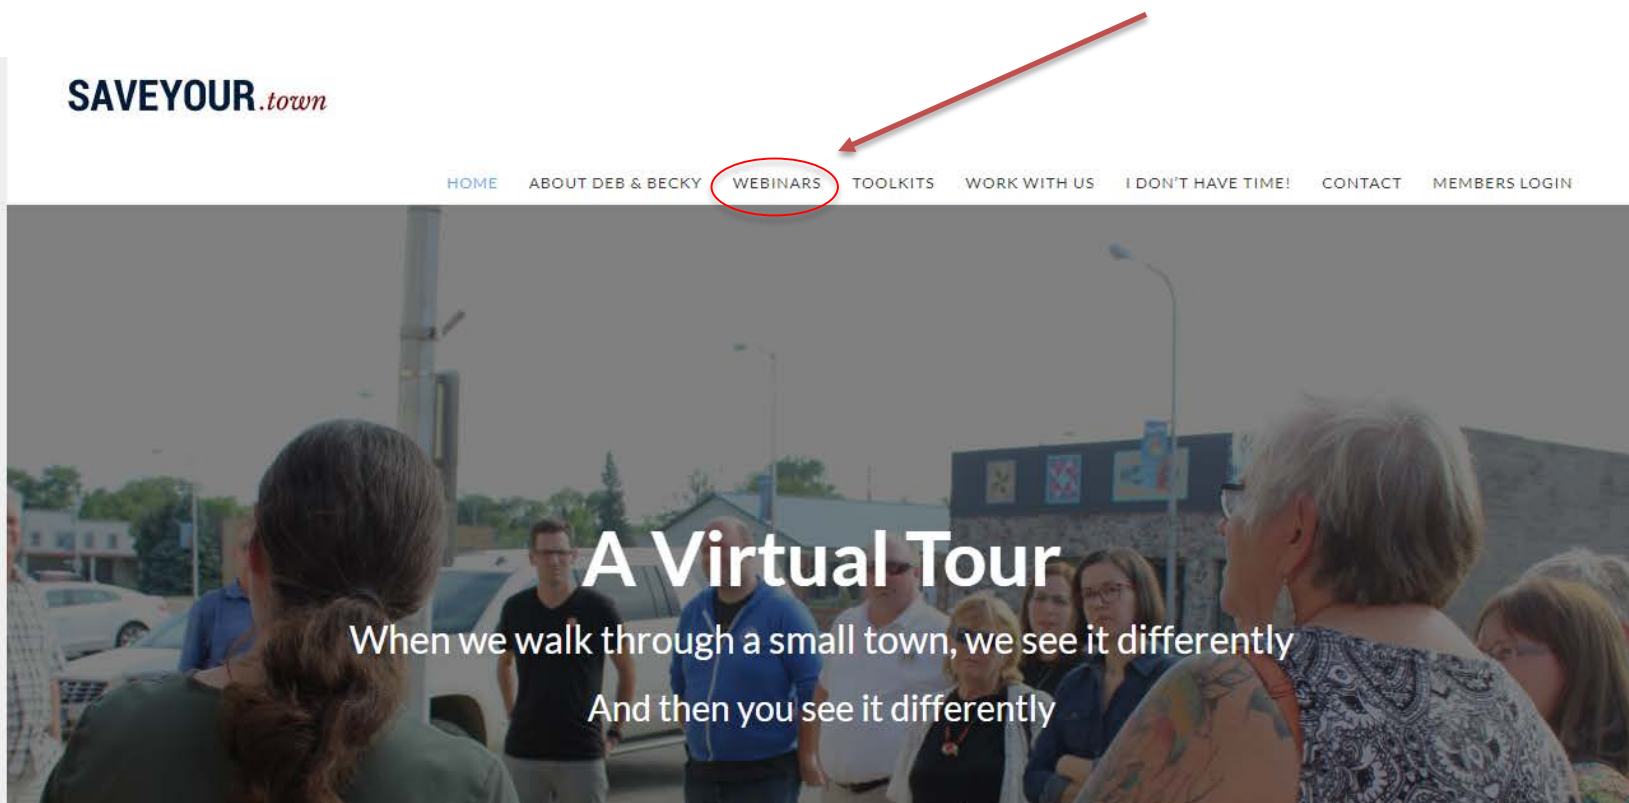 SAVEYOUR.town
HOME ABOUT DEB & BECKY WEBINARS TOOLKITS WORK WITH US I DON'T HAVE TIME! CONTACT MEMBERS LOGIN
A Virtual Tour
When we walk through a small town, we see it differently
And then you see it differently